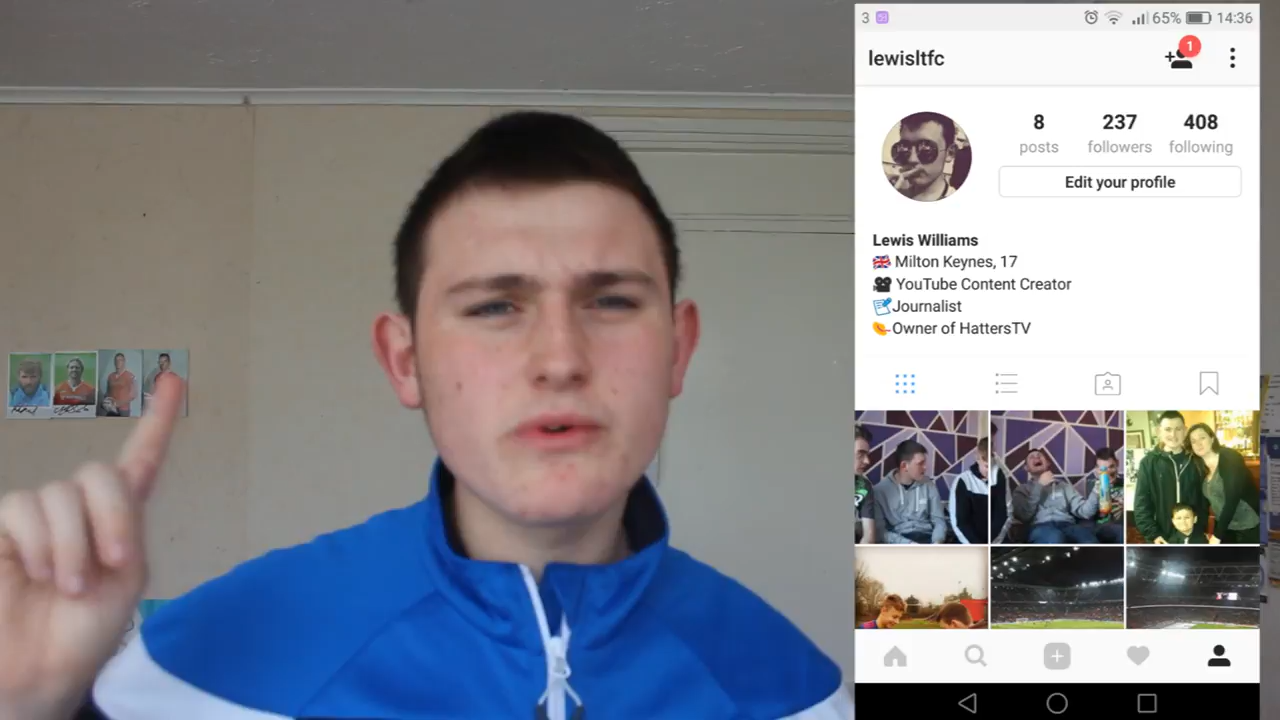 3 65% 14:36
lewisltfc 1
8 237 408
posts followers following
Edit your profile
Lewis Williams
Milton Keynes, 17
YouTube Content Creator
Journalist
Owner of HattersTV